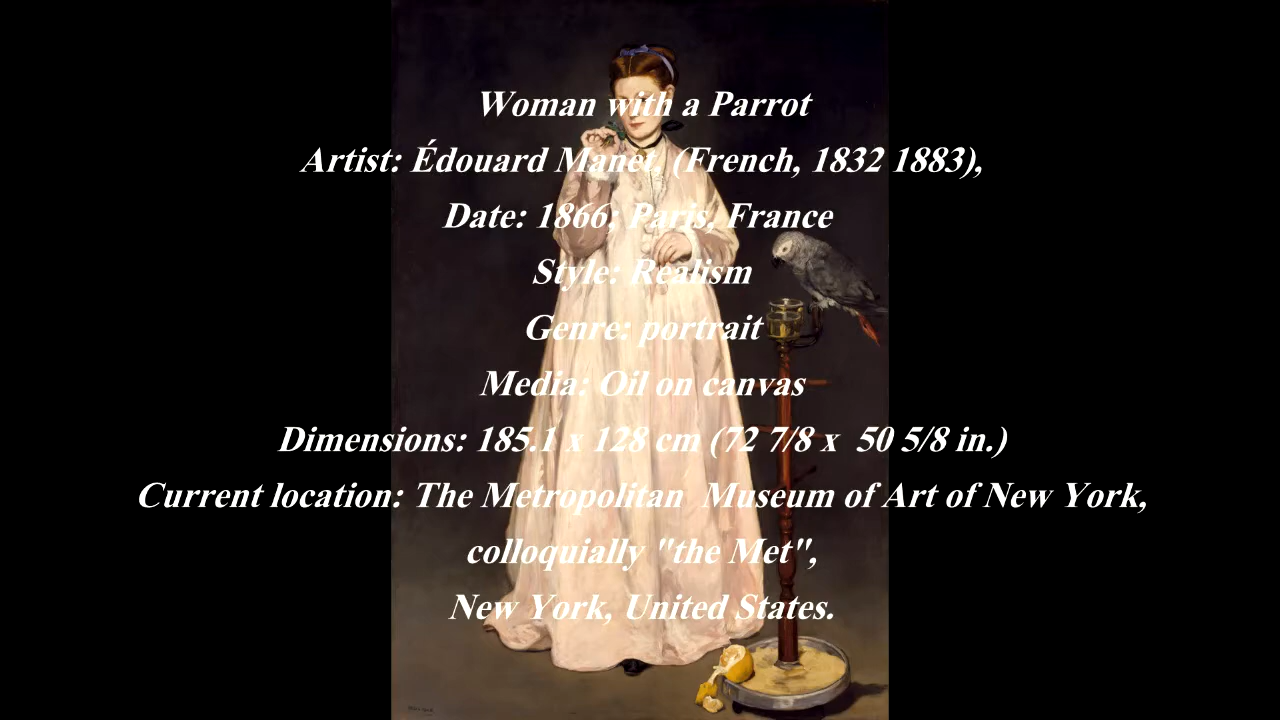 Woman with a Parrot
Artist: Édouard Manet, (French, 1832 1883),
Date: 1866; Paris, France
Style: Realism
Genre: portrait
Media: Oil on canvas
Dimensions: 185.1 x 128 cm (72 7/8 x  50 5/8 in.)
Current location: The Metropolitan  Museum of Art of New York,
colloquially "the Met",
New York, United States.